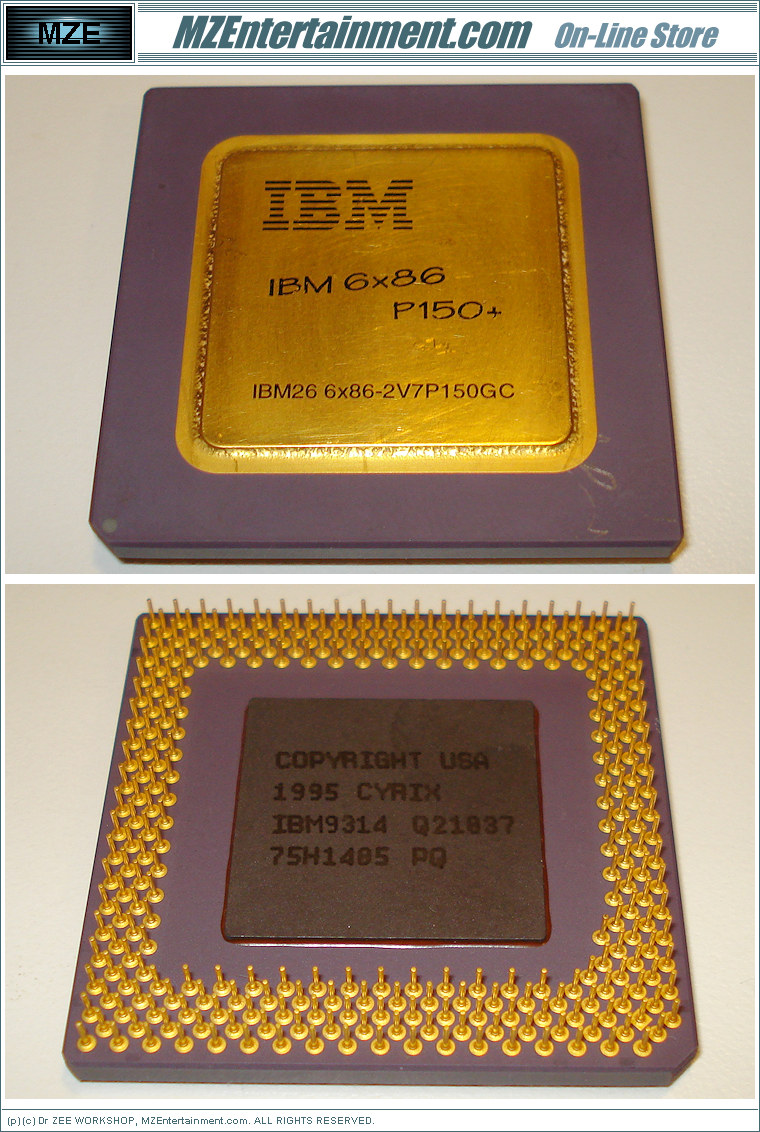 MZE
MZEntertainment.com On-Line Store
IBM
IBM 6x86
P150+
IBM26 6x86-2V7P150GC
COPYRIGHT USA
1995 CYRIX
IBM9314 Q21037
75H1405 PQ
(p)(c) Dr ZEE WORKSHOP, MZEntertainment.com. ALL RIGHTS RESERVED.